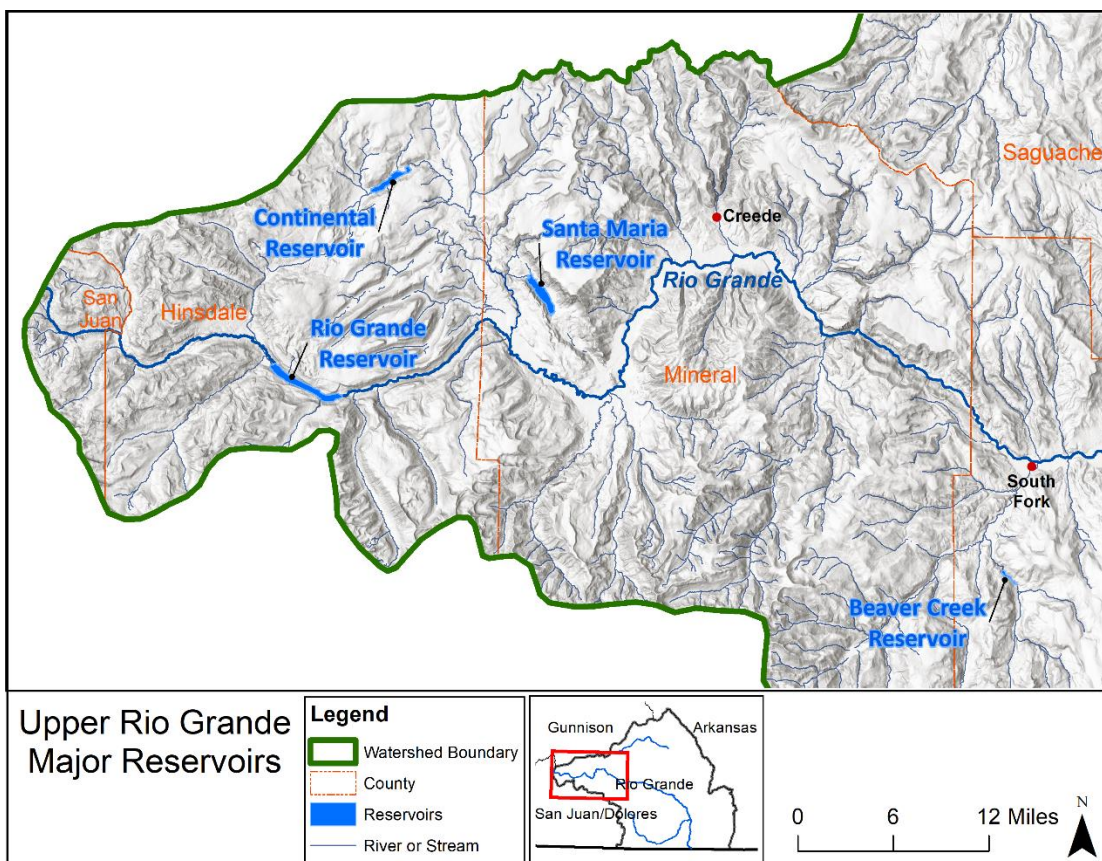 Saguache
Creede
Continental
Reservoir
Santa Maria
Reservoir
Rio Grande
San
Juan
Hinsdale
Rio Grande
Reservoir
Mineral
South
Fork
Beaver Creek
Reservoir
Upper Rio Grande
Major Reservoirs
Legend
Watershed Boundary
County
Reservoirs
River or Stream
Gunnison
Arkansas
Rio Grande
San Juan/Dolores
0 6 12 Miles
N